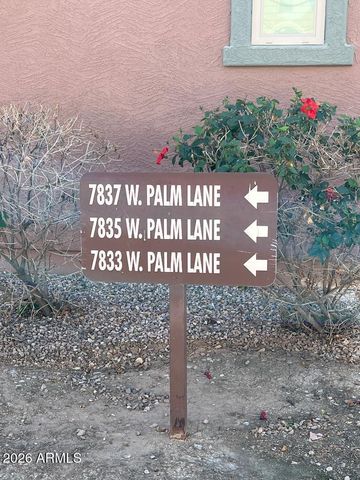 7837 W. PALM LANE
7835 W. PALM LANE
7833 W. PALM LANE
2026 ARMLS